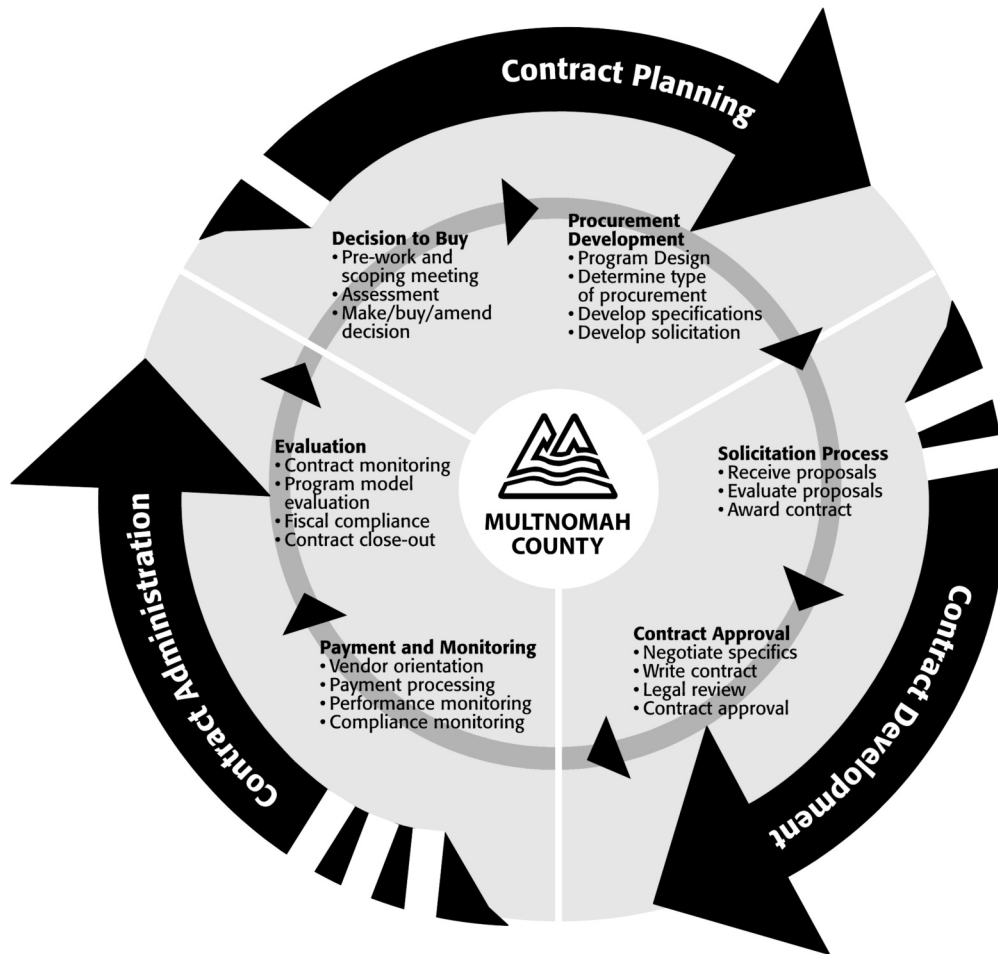 Contract Planning
Decision to Buy
• Pre-work and
scoping meeting
• Assessment
• Make/buy/amend
decision
Procurement
Development
• Program Design
• Determine type
of procurement
• Develop specifications
• Develop solicitation
Solicitation Process
• Receive proposals
• Evaluate proposals
• Award contract
Contract Development
Contract Approval
• Negotiate specifics
• Write contract
• Legal review
• Contract approval
Payment and Monitoring
• Vendor orientation
• Payment processing
• Performance monitoring
• Compliance monitoring
Contract Administration
Evaluation
• Contract monitoring
• Program model
evaluation
• Fiscal compliance
• Contract close-out
MULTNOMAH
COUNTY